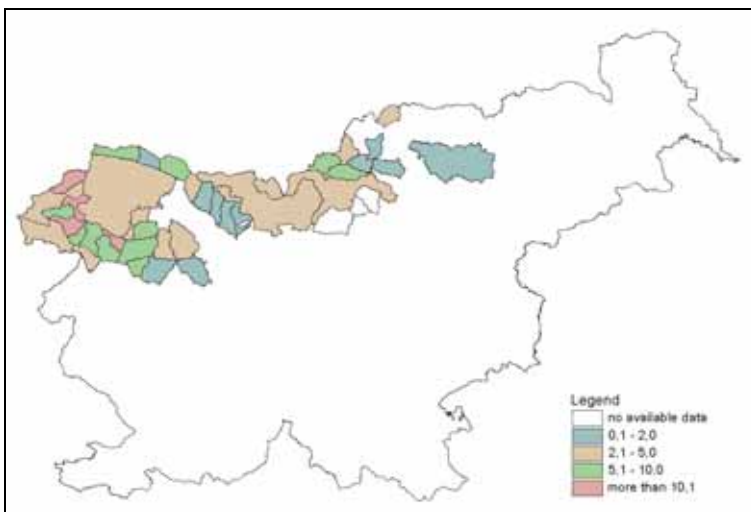 Legend
no available data
0,1 - 2,0
2,1 - 5,0
5,1 - 10,0
more than 10,1